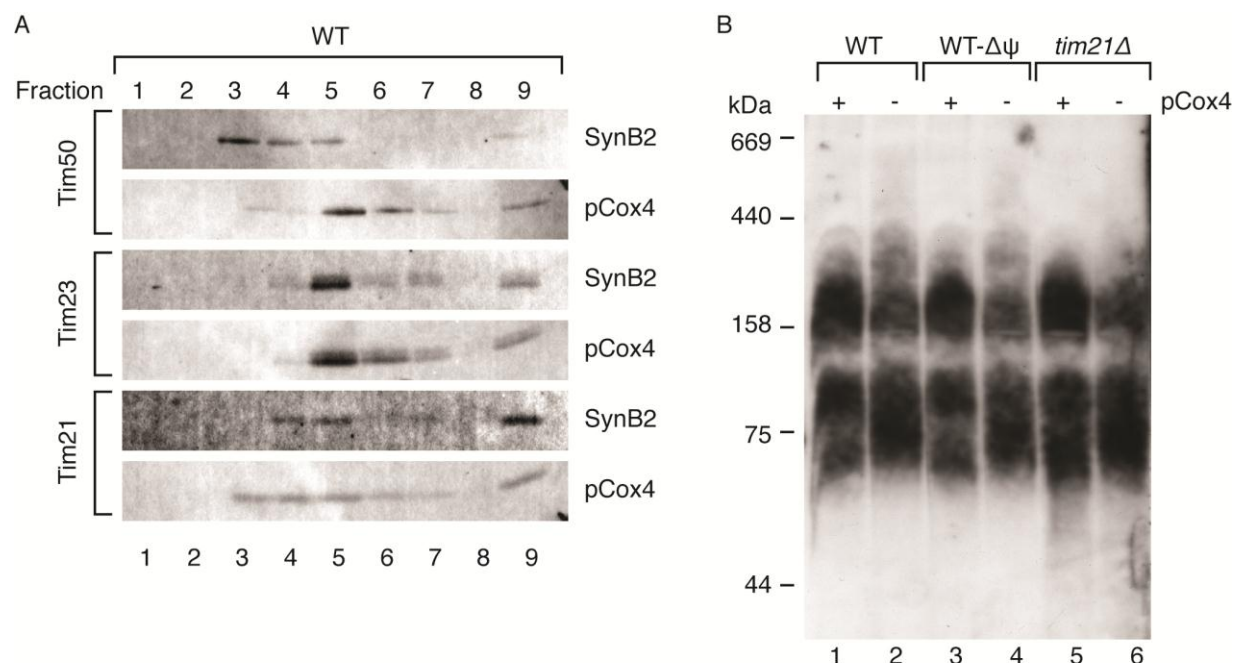 A
WT
Fraction 1 2 3 4 5 6 7 8 9
Tim50
SynB2
pCox4
Tim23
SynB2
pCox4
Tim21
SynB2
pCox4
1 2 3 4 5 6 7 8 9
B
WT WT-Δψ tim21Δ
kDa + - + - + - pCox4
669
440
158
75
44
1 2 3 4 5 6